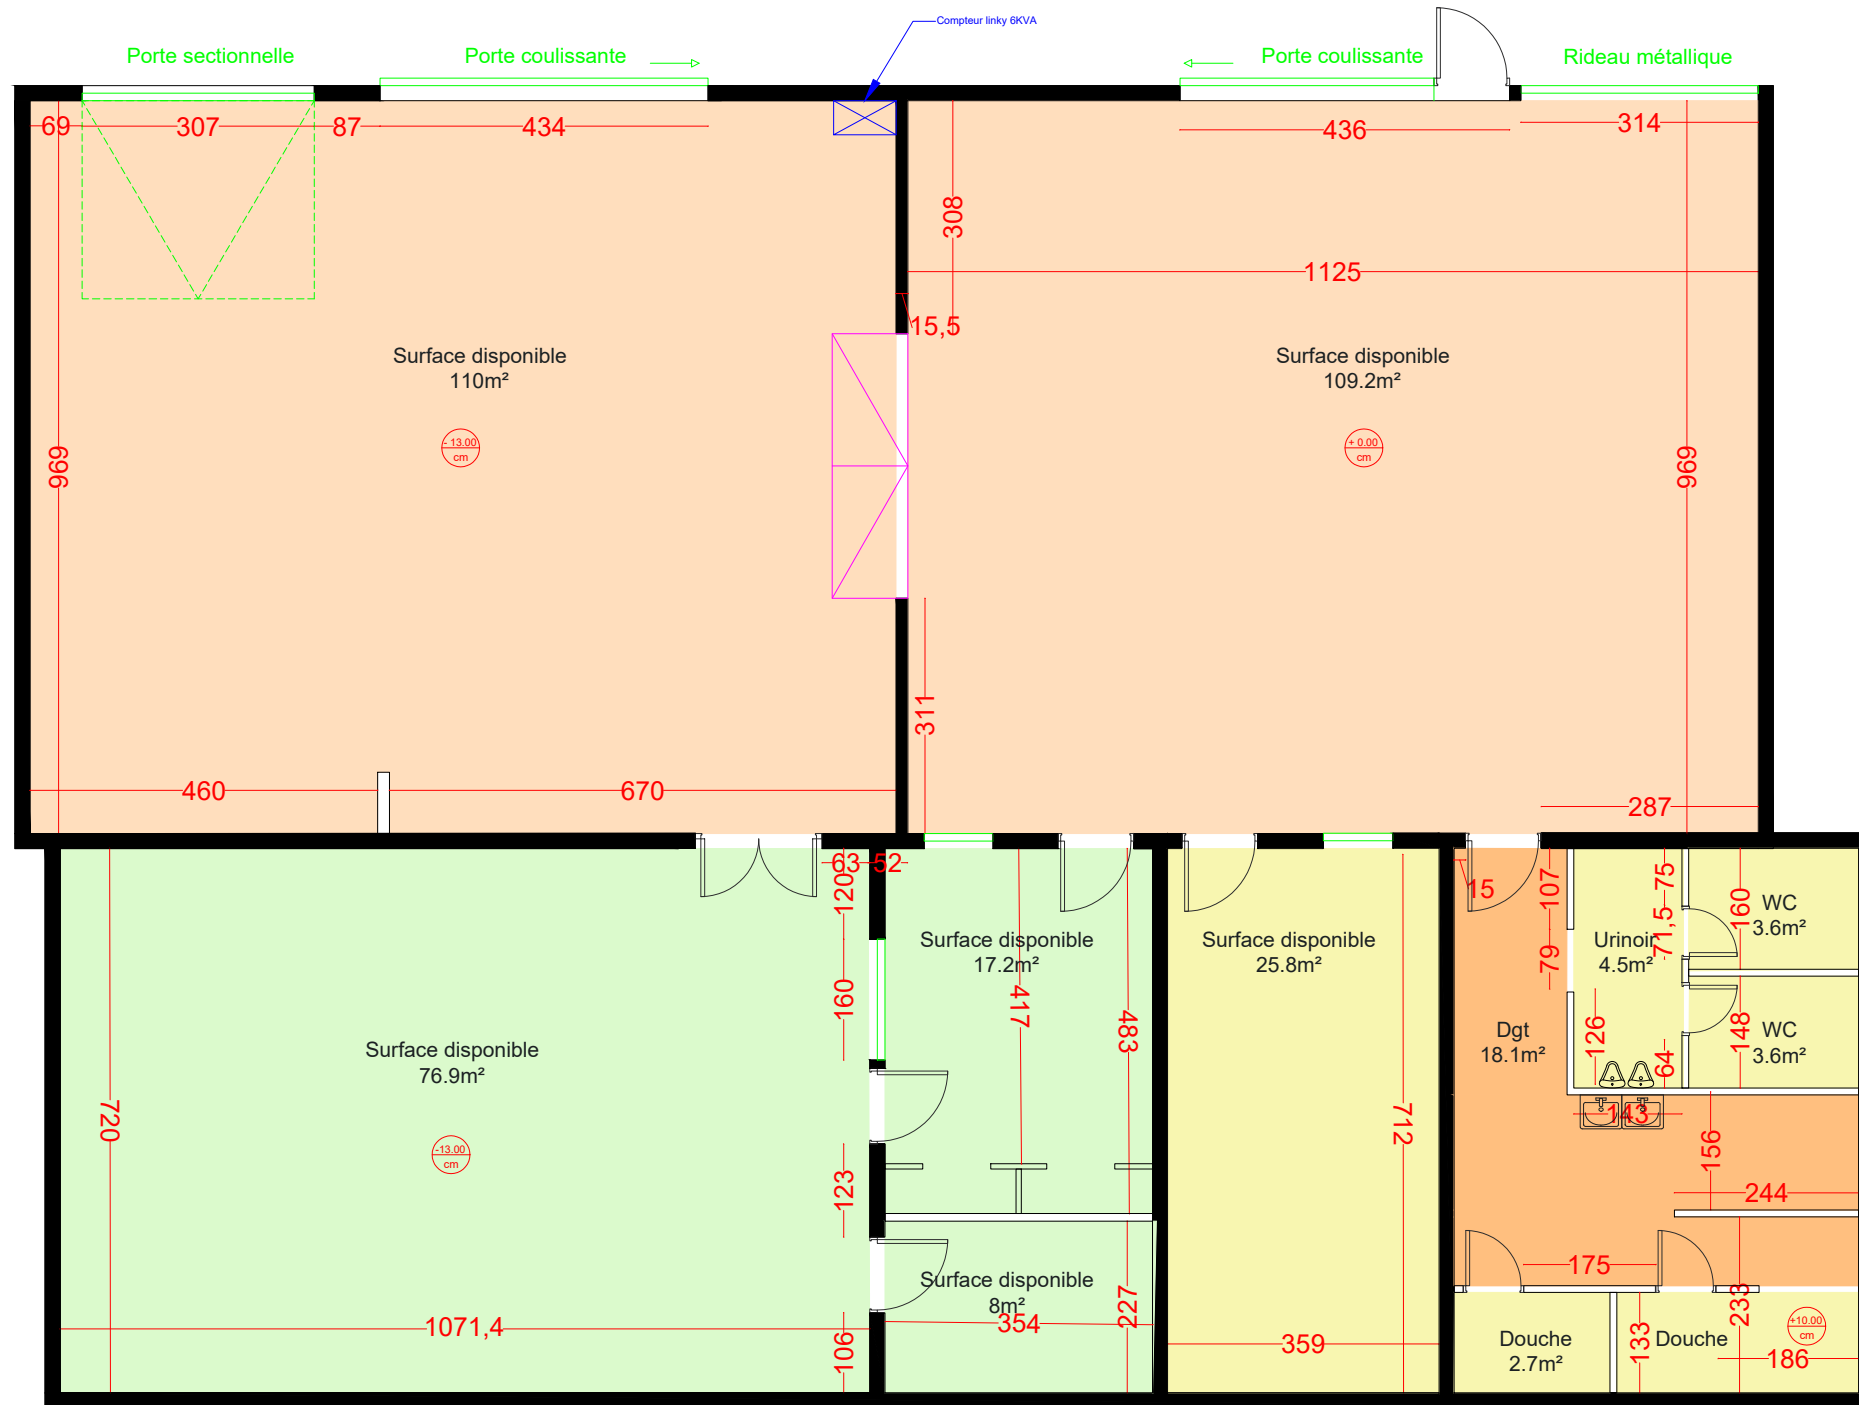 Compteur linky 6KVA
Porte sectionnelle
Porte coulissante
Porte coulissante
Rideau métallique
69
307
87
434
436
314
308
1125
15,5
Surface disponible
110m²
Surface disponible
109.2m²
- 13.00
cm
+ 0.00
cm
969
969
311
460
670
287
63
52
120
15
107
75
71,5
160
WC
3.6m²
Surface disponible
17.2m²
Surface disponible
25.8m²
79
Urinoir
4.5m²
160
417
483
126
64
148
WC
3.6m²
Dgt
18.1m²
Surface disponible
76.9m²
720
712
143
156
-13.00
cm
123
244
175
Surface disponible
8m²
354
227
233
1071,4
106
359
Douche
2.7m²
133
Douche
+10.00
cm
186